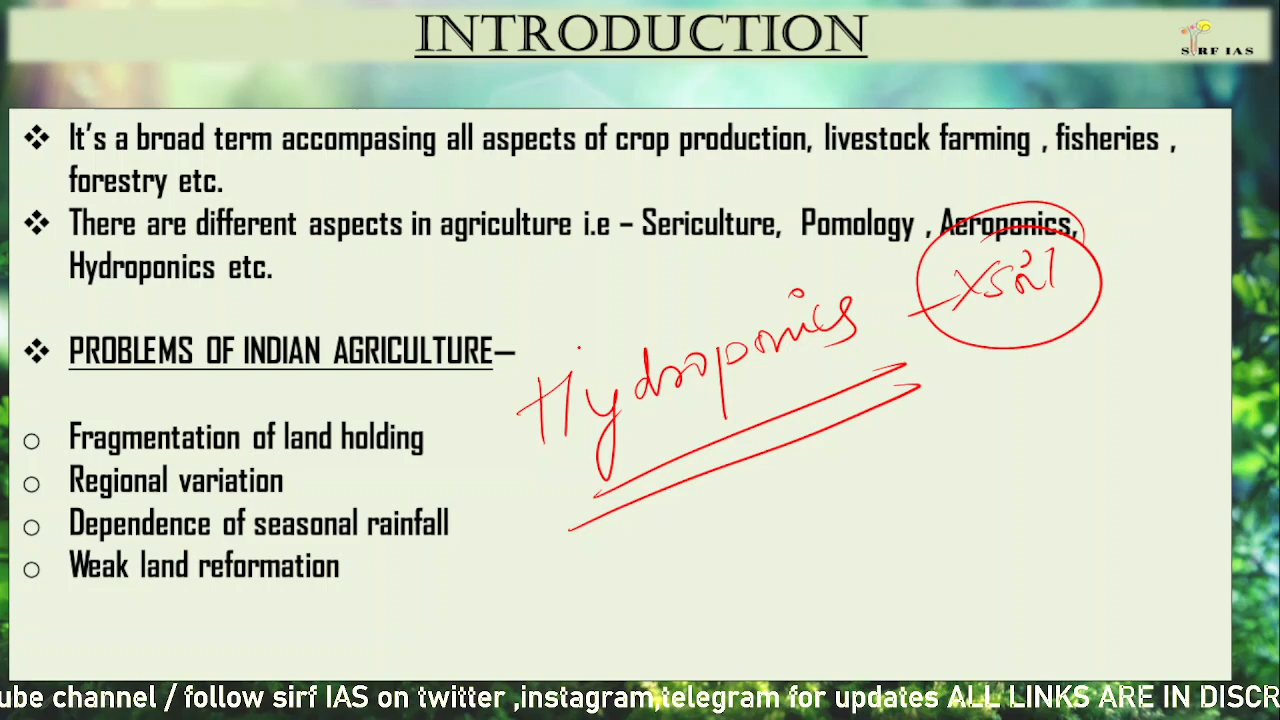 INTRODUCTION
SIRF IAS
❖ It's a broad term accompasing all aspects of crop production, livestock farming , fisheries ,
forestry etc.
❖ There are different aspects in agriculture i.e – Sericulture, Pomology , Aeroponics,
Hydroponics etc.
X soil
Hydroponics
❖ PROBLEMS OF INDIAN AGRICULTURE–
o Fragmentation of land holding
o Regional variation
o Dependence of seasonal rainfall
o Weak land reformation
ube channel / follow sirf IAS on twitter ,instagram,telegram for updates ALL LINKS ARE IN DISCR